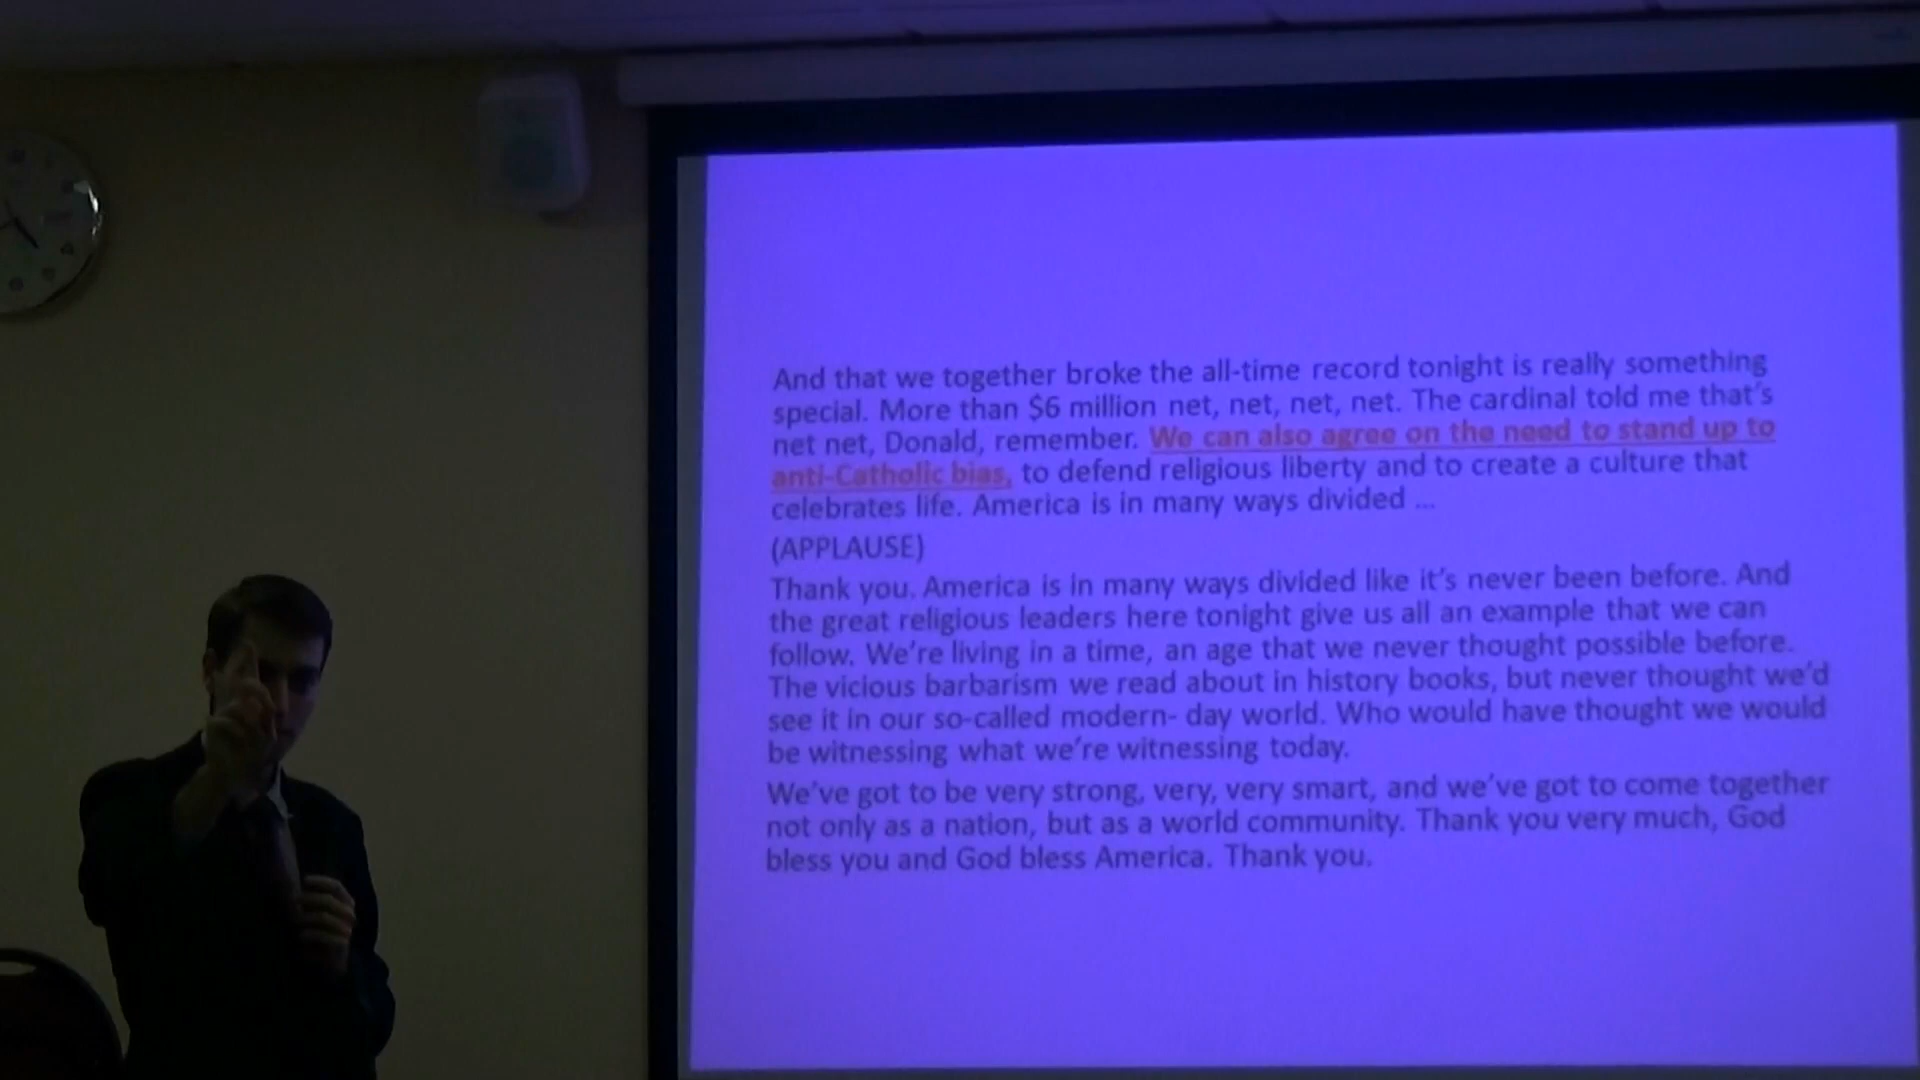 And that we together broke the all-time record tonight is really something
special. More than $6 million net, net, net, net. The cardinal told me that's
net net, Donald, remember. We can also agree on the need to stand up to
anti-Catholic bias, to defend religious liberty and to create a culture that
celebrates life. America is in many ways divided ...
(APPLAUSE)
Thank you. America is in many ways divided like it's never been before. And
the great religious leaders here tonight give us all an example that we can
follow. We're living in a time, an age that we never thought possible before.
The vicious barbarism we read about in history books, but never thought we'd
see it in our so-called modern- day world. Who would have thought we would
be witnessing what we're witnessing today.
We've got to be very strong, very, very smart, and we've got to come together
not only as a nation, but as a world community. Thank you very much, God
bless you and God bless America. Thank you.